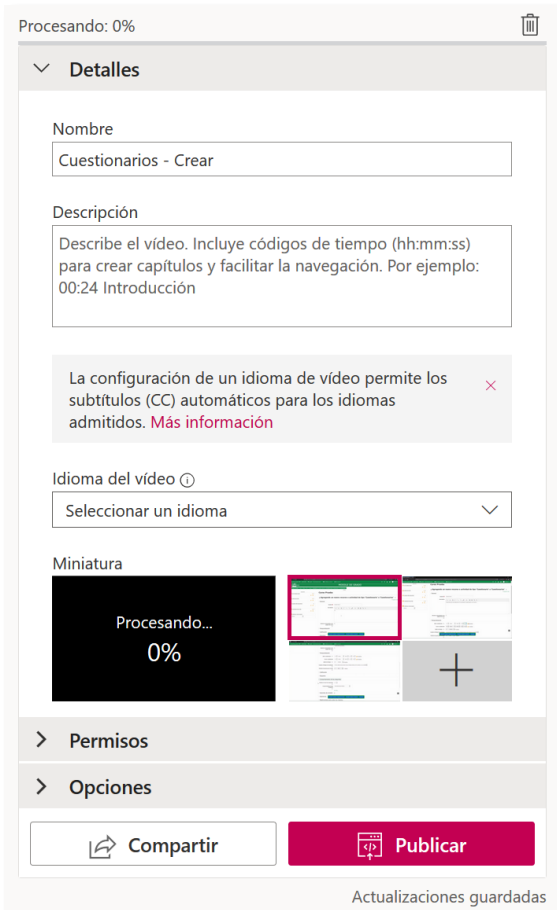 Procesando: 0%
Detalles
Nombre
Cuestionarios - Crear
Descripción
Describe el vídeo. Incluye códigos de tiempo (hh:mm:ss)
para crear capítulos y facilitar la navegación. Por ejemplo:
00:24 Introducción
La configuración de un idioma de vídeo permite los
subtítulos (CC) automáticos para los idiomas
admitidos. Más información
Idioma del vídeo
Seleccionar un idioma
Miniatura
Procesando...
0%
Permisos
Opciones
Compartir
Publicar
Actualizaciones guardadas